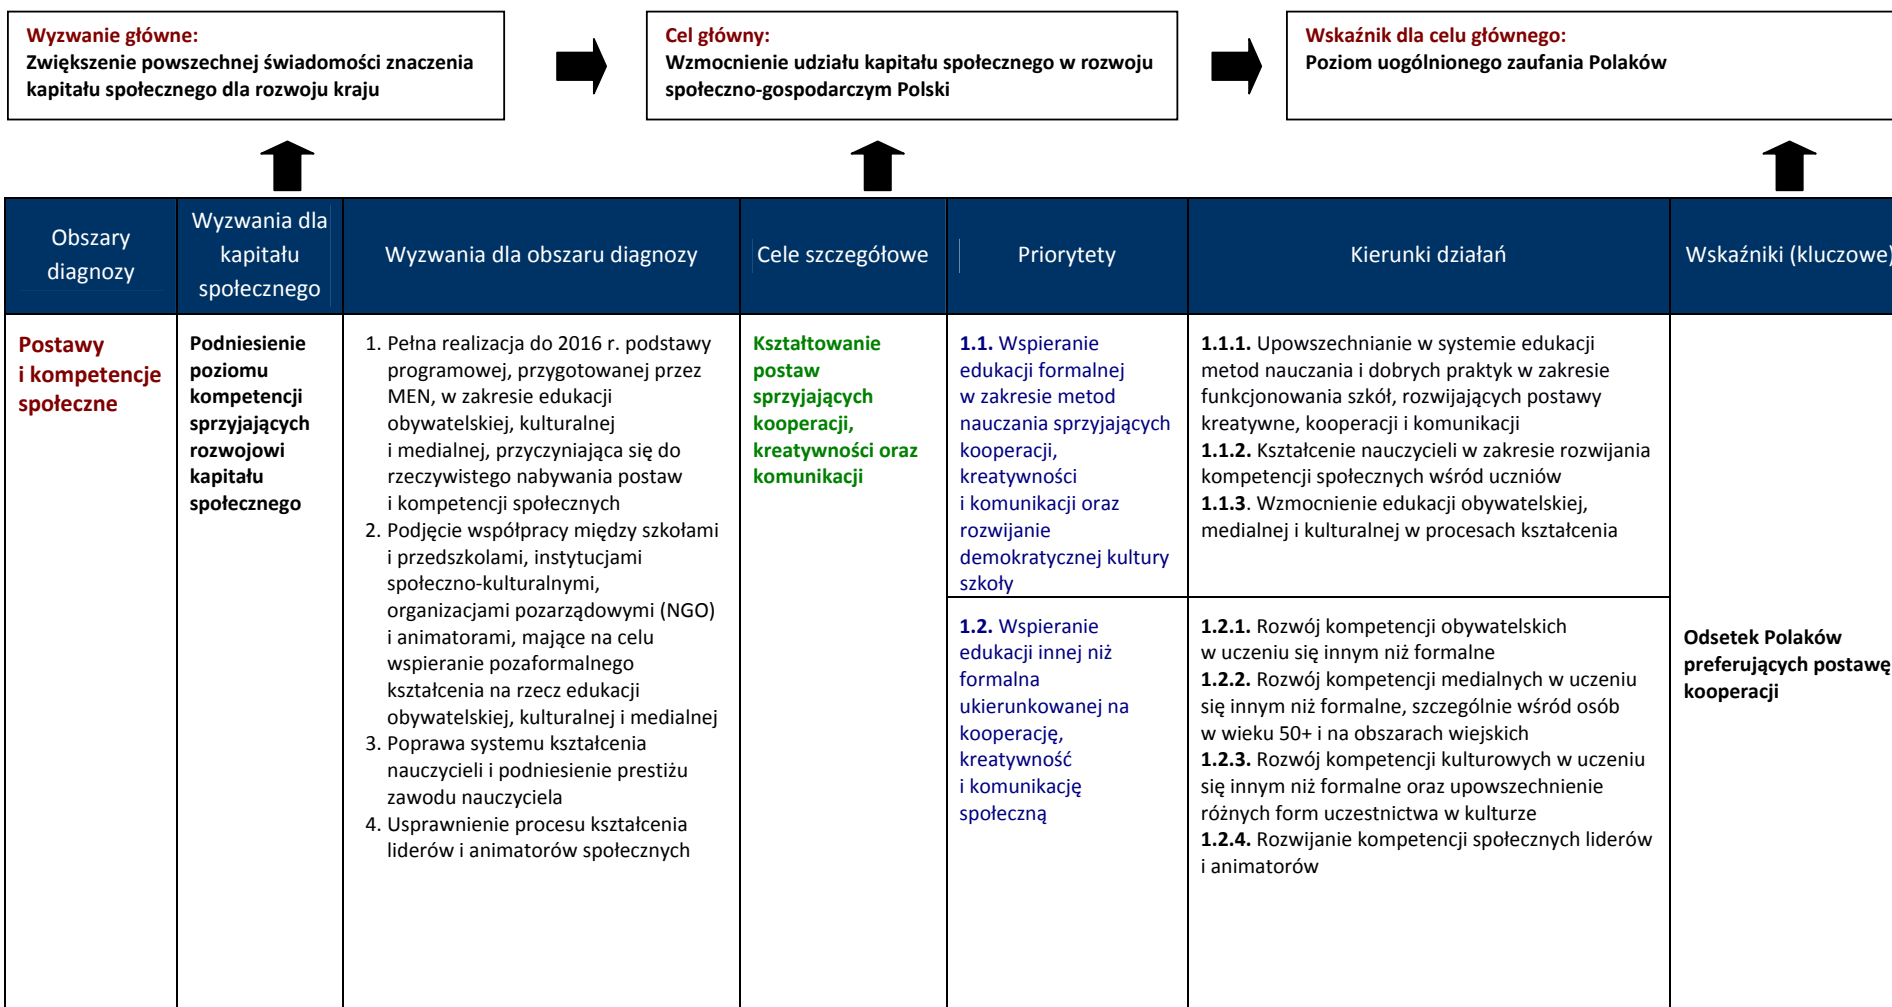 Wyzwanie główne:
Zwiększenie powszechnej świadomości znaczenia
kapitału społecznego dla rozwoju kraju
Cel główny:
Wzmocnienie udziału kapitału społecznego w rozwoju
społeczno-gospodarczym Polski
Wskaźnik dla celu głównego:
Poziom uogólnionego zaufania Polaków
Obszary
diagnozy
Wyzwania dla
kapitału
społecznego
Wyzwania dla obszaru diagnozy
Cele szczegółowe
Priorytety
Kierunki działań
Wskaźniki (kluczowe)
Postawy
i kompetencje
społeczne
Podniesienie
poziomu
kompetencji
sprzyjających
rozwojowi
kapitału
społecznego
1. Pełna realizacja do 2016 r. podstawy
programowej, przygotowanej przez
MEN, w zakresie edukacji
obywatelskiej, kulturalnej
i medialnej, przyczyniająca się do
rzeczywistego nabywania postaw
i kompetencji społecznych
2. Podjęcie współpracy między szkołami
i przedszkolami, instytucjami
społeczno-kulturalnymi,
organizacjami pozarządowymi (NGO)
i animatorami, mające na celu
wspieranie pozaformalnego
kształcenia na rzecz edukacji
obywatelskiej, kulturalnej i medialnej
3. Poprawa systemu kształcenia
nauczycieli i podniesienie prestiżu
zawodu nauczyciela
4. Usprawnienie procesu kształcenia
liderów i animatorów społecznych
Kształtowanie
postaw
sprzyjających
kooperacji,
kreatywności oraz
komunikacji
1.1. Wspieranie
edukacji formalnej
w zakresie metod
nauczania sprzyjających
kooperacji,
kreatywności
i komunikacji oraz
rozwijanie
demokratycznej kultury
szkoły
1.1.1. Upowszechnianie w systemie edukacji
metod nauczania i dobrych praktyk w zakresie
funkcjonowania szkół, rozwijających postawy
kreatywne, kooperacji i komunikacji
1.1.2. Kształcenie nauczycieli w zakresie rozwijania
kompetencji społecznych wśród uczniów
1.1.3. Wzmocnienie edukacji obywatelskiej,
medialnej i kulturalnej w procesach kształcenia
1.2. Wspieranie
edukacji innej niż
formalna
ukierunkowanej na
kooperację,
kreatywność
i komunikację
społeczną
1.2.1. Rozwój kompetencji obywatelskich
w uczeniu się innym niż formalne
1.2.2. Rozwój kompetencji medialnych w uczeniu
się innym niż formalne, szczególnie wśród osób
w wieku 50+ i na obszarach wiejskich
1.2.3. Rozwój kompetencji kulturowych w uczeniu
się innym niż formalne oraz upowszechnienie
różnych form uczestnictwa w kulturze
1.2.4. Rozwijanie kompetencji społecznych liderów
i animatorów
Odsetek Polaków
preferujących postawę
kooperacji